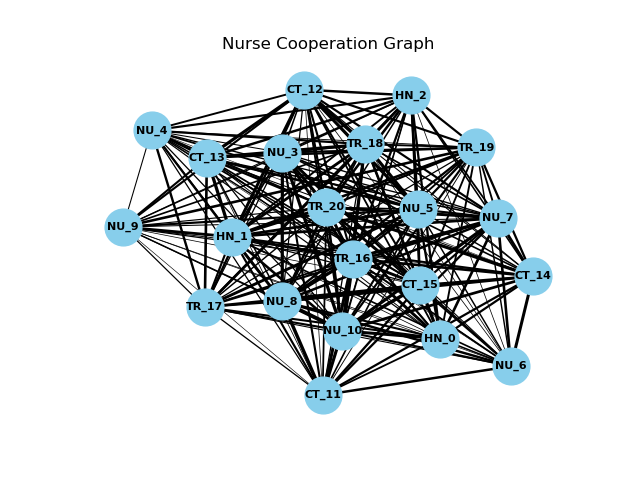 Nurse Cooperation Graph
CT_12
HN_2
NU_4
TR_18
TR_19
NU_3
CT_13
TR_20
NU_5
NU_7
NU_9
HN_1
TR_16
CT_14
CT_15
NU_8
TR_17
NU_10
HN_0
NU_6
CT_11